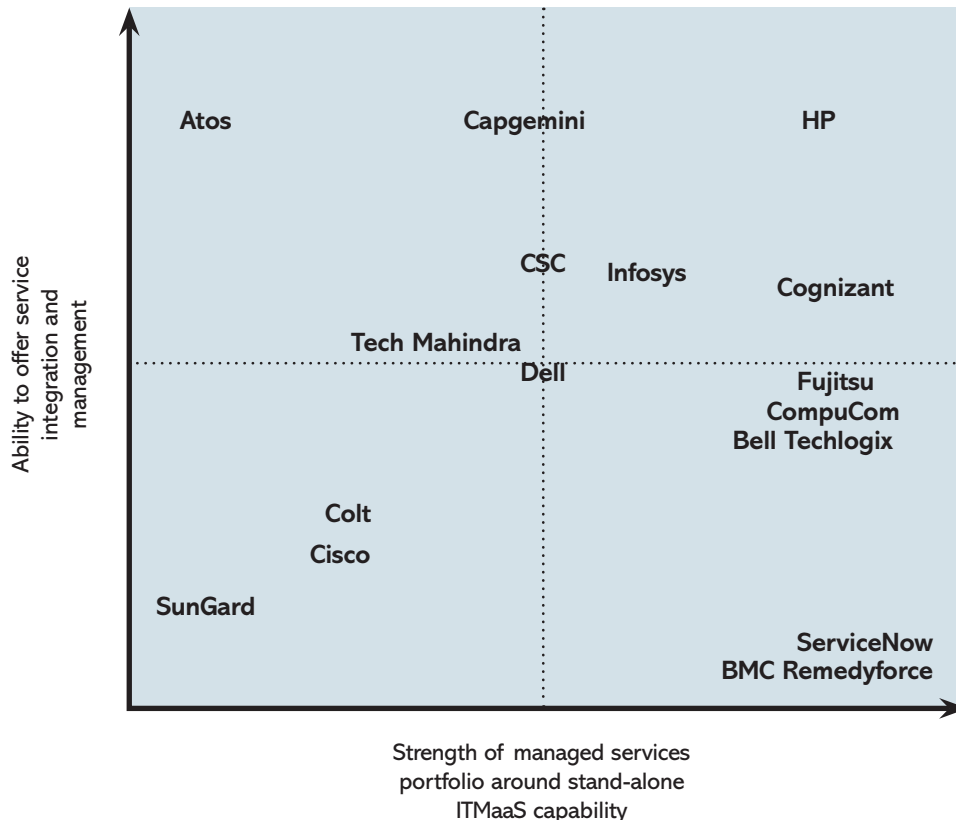 Atos
Capgemini
HP
CSC
Infosys
Cognizant
Tech Mahindra
Dell
Fujitsu
CompuCom
Bell Techlogix
Colt
Cisco
SunGard
ServiceNow
BMC Remedyforce
Ability to offer service
integration and
management
Strength of managed services
portfolio around stand-alone
ITMaaS capability